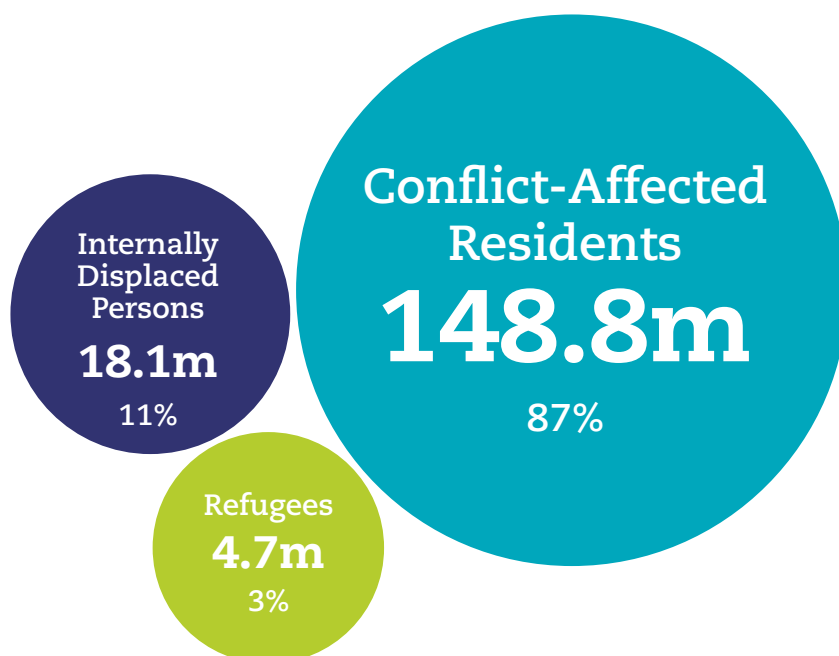 Conflict-Affected
Residents
148.8m
87%
Internally
Displaced
Persons
18.1m
11%
Refugees
4.7m
3%